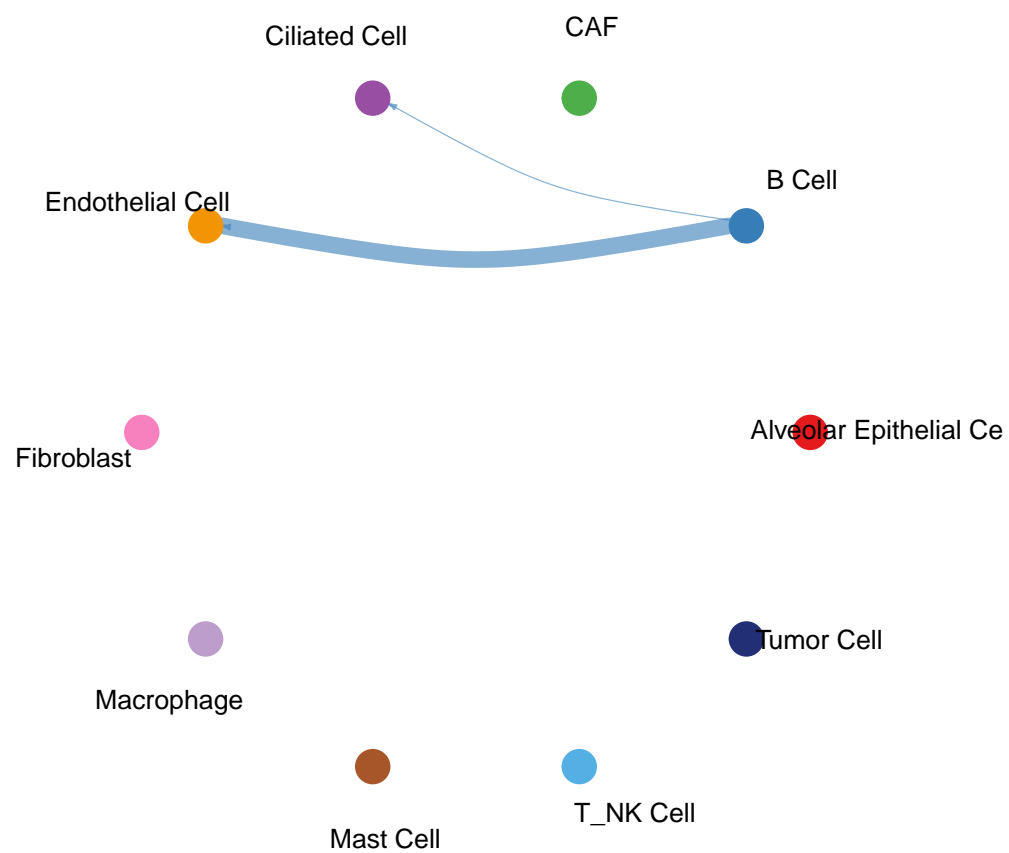 CAF
Ciliated Cell
B Cell
Endothelial Cell
Alveolar Epithelial Ce
Fibroblast
Tumor Cell
Macrophage
T_NK Cell
Mast Cell